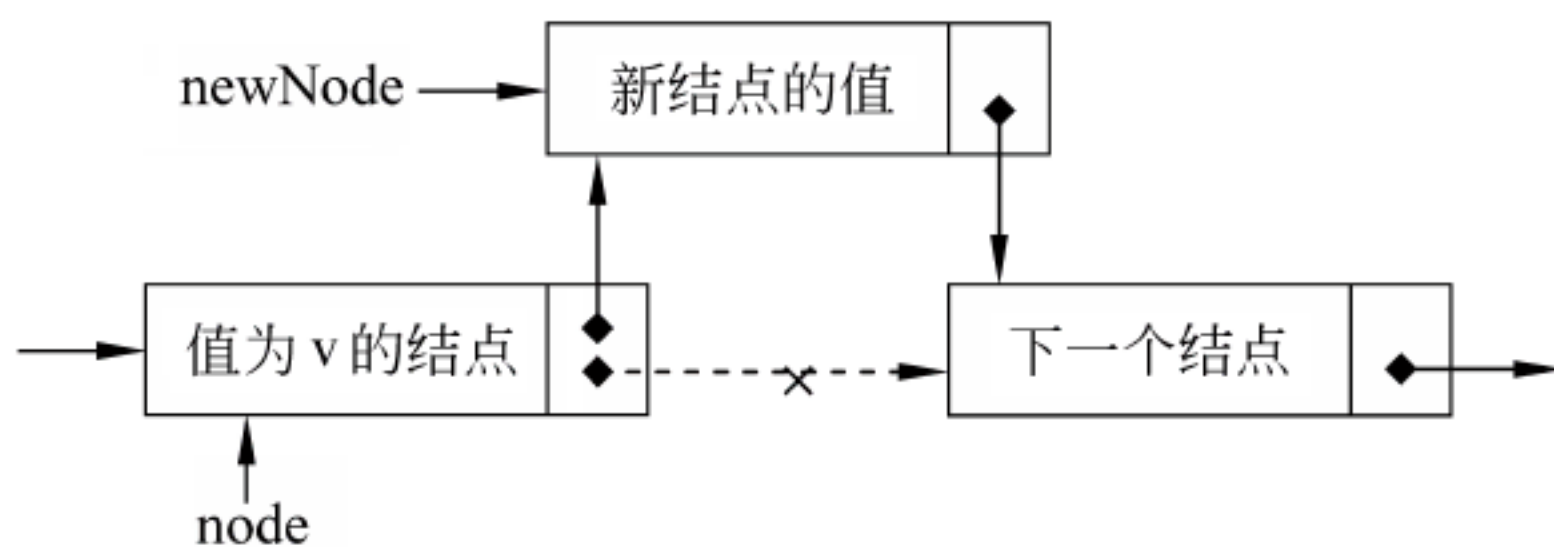 newNode
新结点的值
值为 v 的结点
下一个结点
node